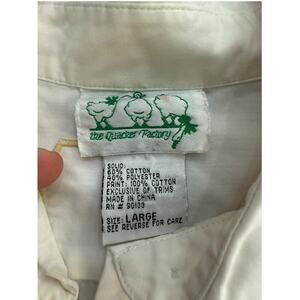 the Quacker Factory
SOLID:
60% COTTON
40% POLYESTER
PRINT: 100% COTTON
EXCLUSIVE OF TRIMS
MADE IN CHINA
RN # 90133
SIZE: LARGE
SEE REVERSE FOR CARE